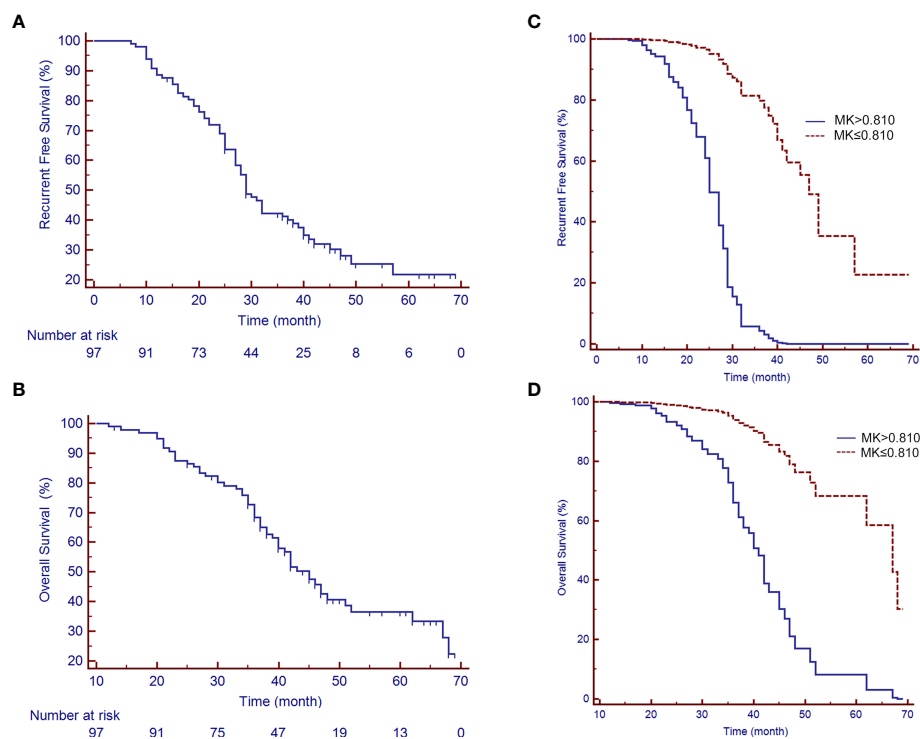 A
Recurrent Free Survival (%)
100
90
80
70
60
50
40
30
20
0 10 20 30 40 50 60 70
Time (month)
Number at risk
97 91 73 44 25 8 6 0
B
Overall Survival (%)
100
90
80
70
60
50
40
30
20
10 20 30 40 50 60 70
Time (month)
Number at risk
97 91 75 47 19 13 0
C
Recurrent Free Survival (%)
100
80
60
40
20
0
MK>0.810
MK≤0.810
0 10 20 30 40 50 60 70
Time (month)
D
Overall Survival (%)
100
80
60
40
20
0
MK>0.810
MK≤0.810
10 20 30 40 50 60 70
Time (month)